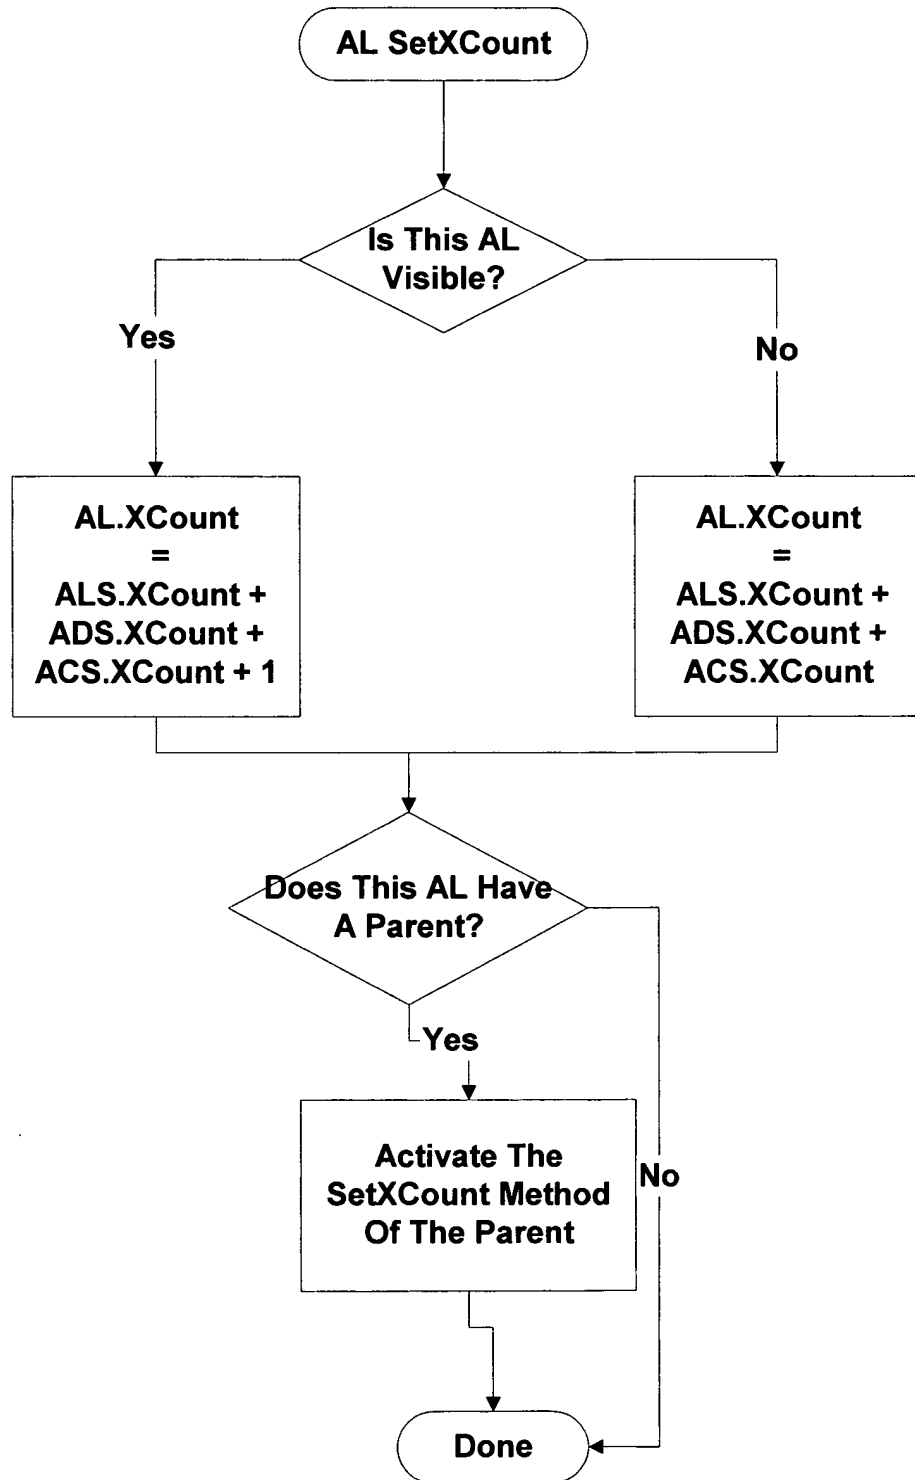 AL SetXCount
Is This AL
Visible?
Yes
No
AL.XCount
=
ALS.XCount +
ADS.XCount +
ACS.XCount + 1
AL.XCount
=
ALS.XCount +
ADS.XCount +
ACS.XCount
Does This AL Have
A Parent?
Yes
Activate The
SetXCount Method
Of The Parent
No
Done